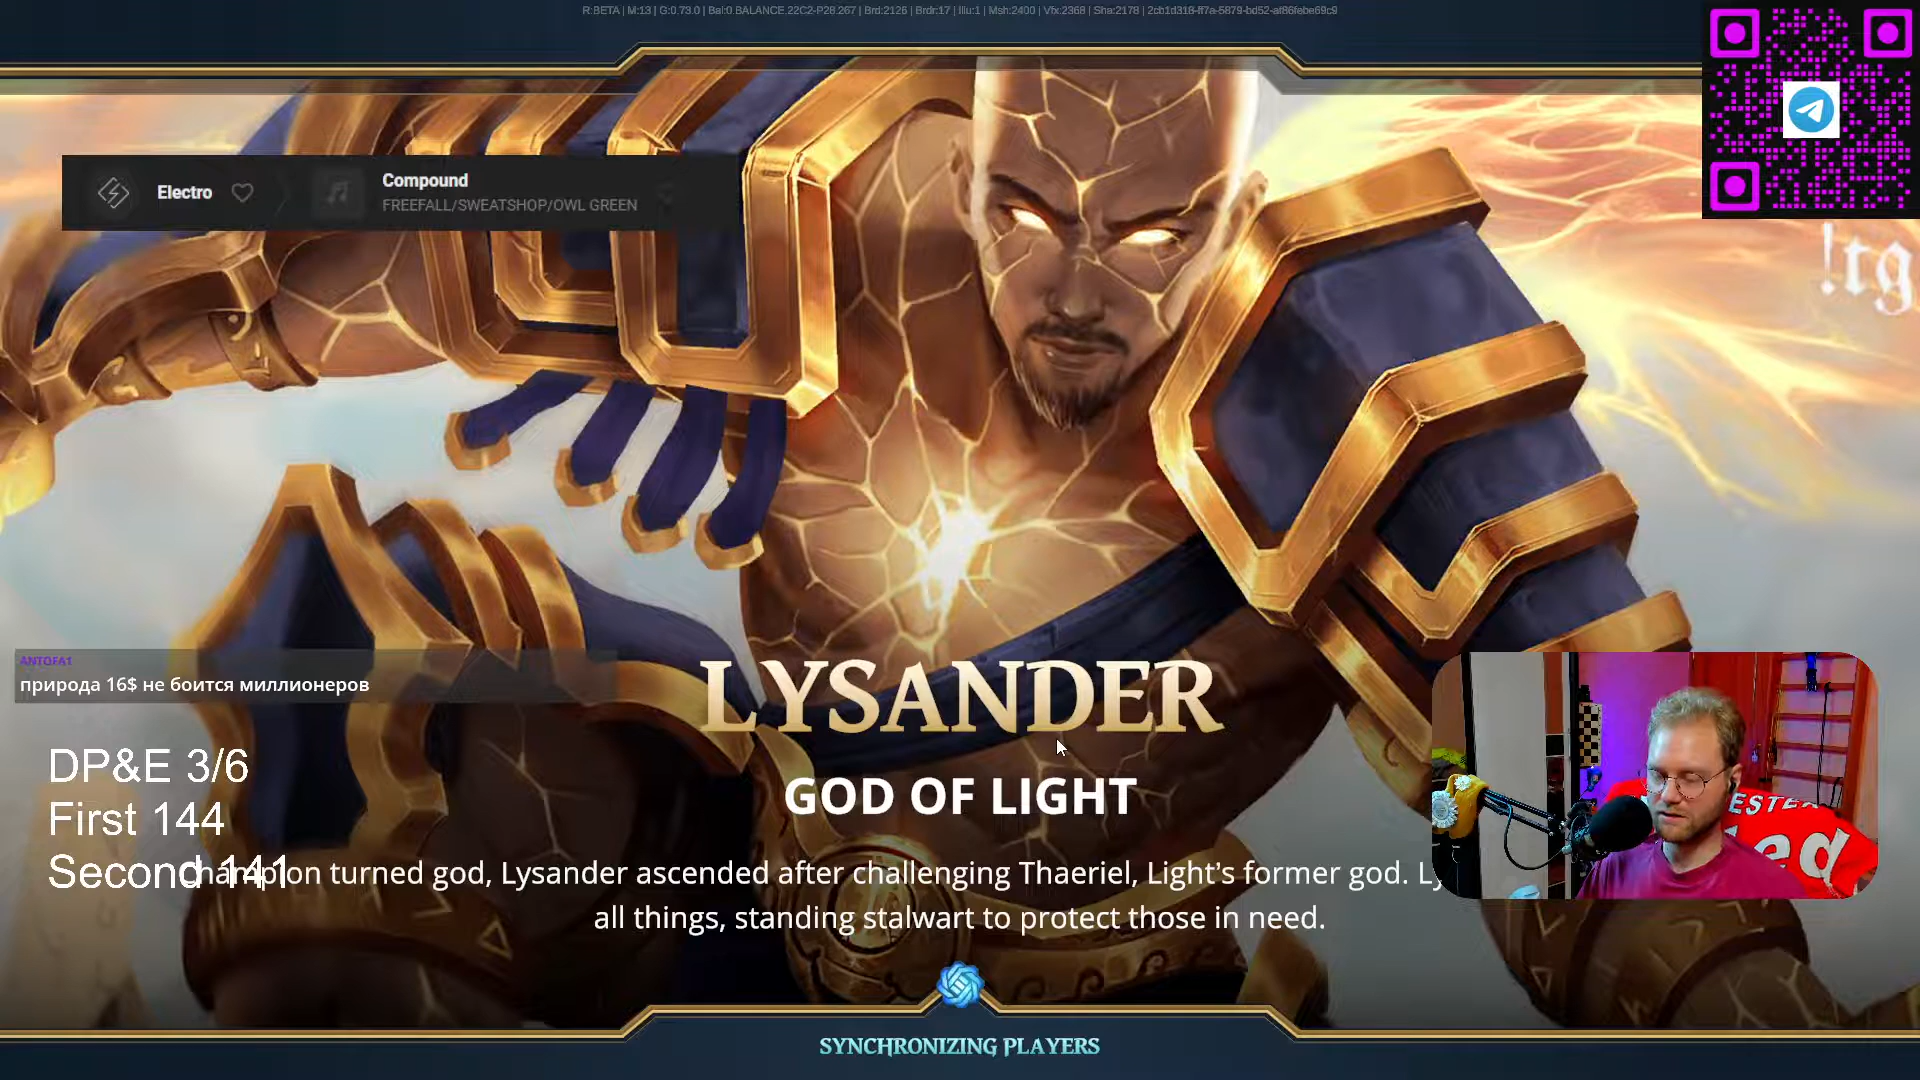 Electro
Compound
FREEFALL/SWEATSHOP/OWL GREEN
!tg
ANTOFA1
природа 16$ не боится миллионеров
LYSANDER
GOD OF LIGHT
DP&E 3/6
First 144
Second 141
Champion turned god, Lysander ascended after challenging Thaeriel, Light's former god. Ly
all things, standing stalwart to protect those in need.
SYNCHRONIZING PLAYERS